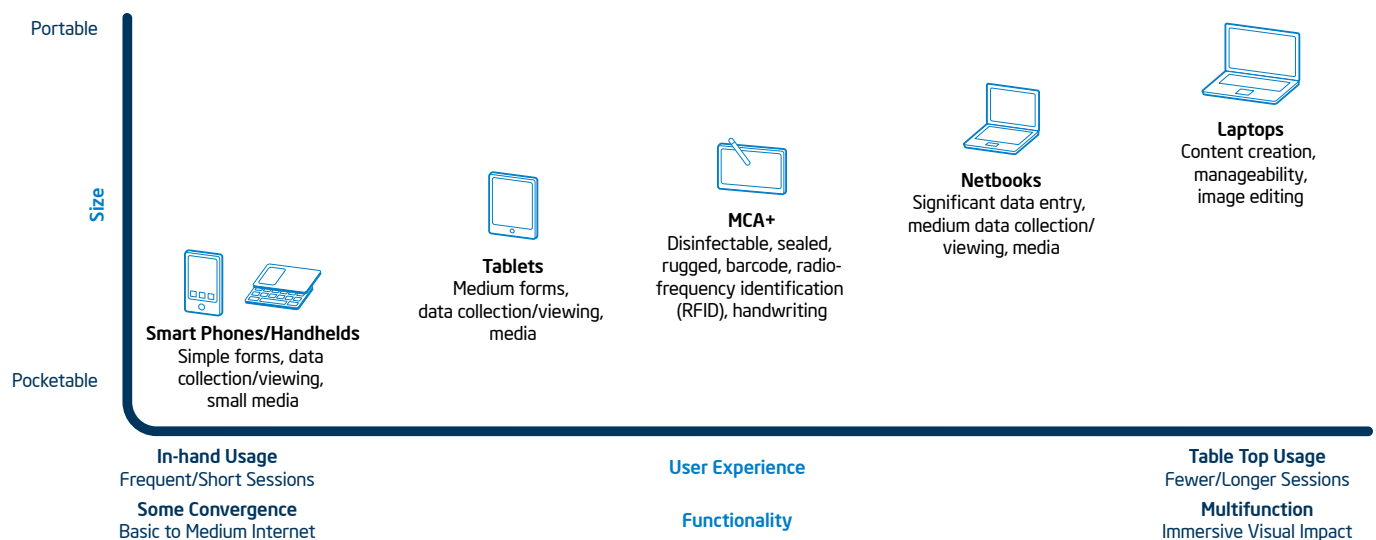 Portable
Size
Pocketable
Smart Phones/Handhelds
Simple forms, data
collection/viewing,
small media
Tablets
Medium forms,
data collection/viewing,
media
MCA+
Disinfectable, sealed,
rugged, barcode, radio-
frequency identification
(RFID), handwriting
Netbooks
Significant data entry,
medium data collection/
viewing, media
Laptops
Content creation,
manageability,
image editing
In-hand Usage
Frequent/Short Sessions
User Experience
Table Top Usage
Fewer/Longer Sessions
Some Convergence
Basic to Medium Internet
Functionality
Multifunction
Immersive Visual Impact